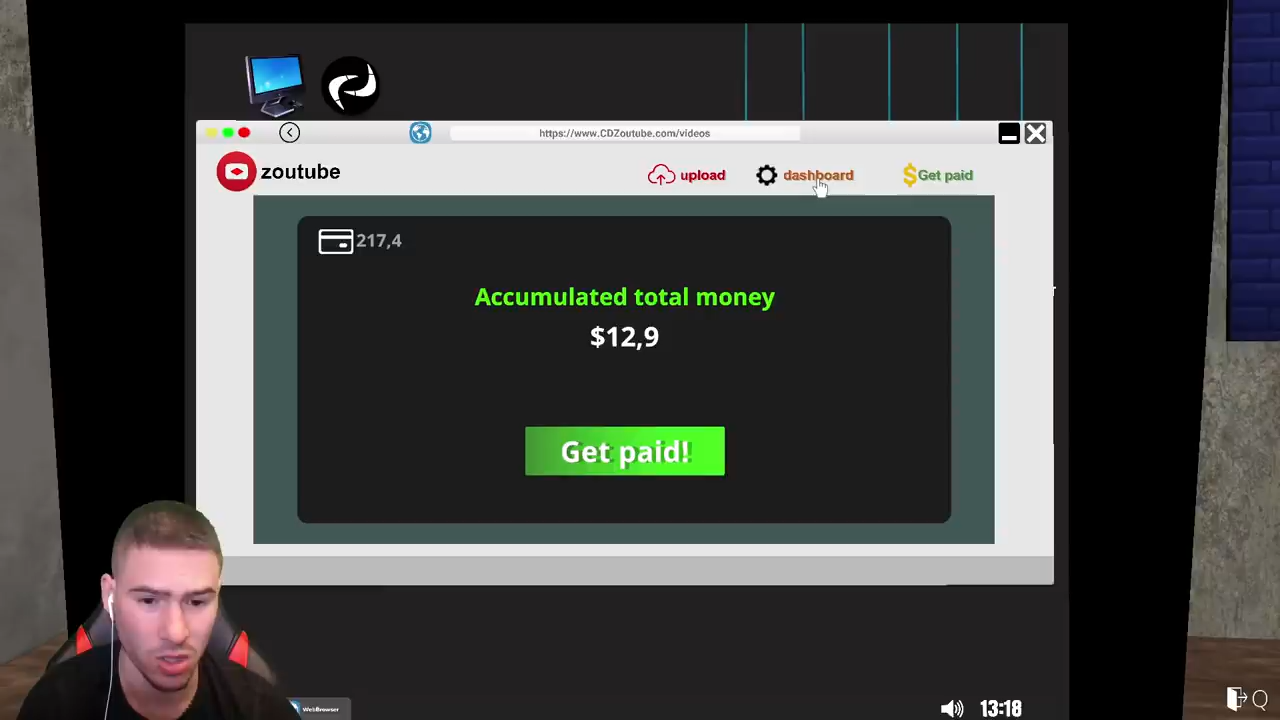 https://www.CDZoutube.com/videos
zoutube
upload
dashboard
$Get paid
217,4
Accumulated total money
$12,9
Get paid!
WebBrowser
13:18
Q